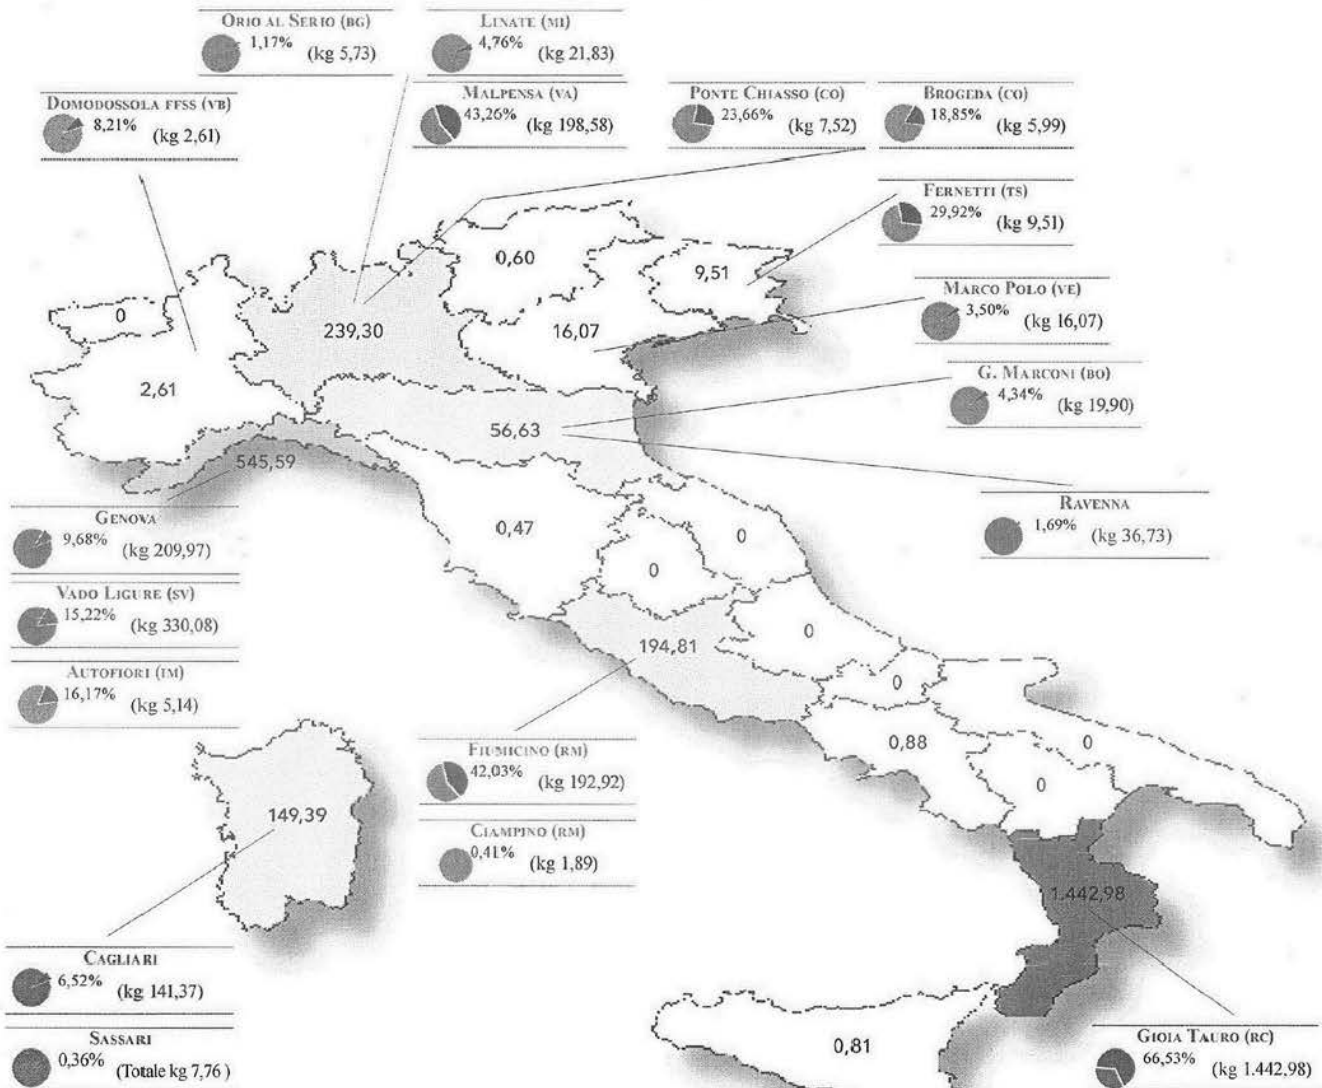 ORIO AL SERIO (BG)
1,17% (kg 5,73)
LINATE (MI)
4,76% (kg 21,83)
DOMODOSSOLA FFSS (VB)
8,21% (kg 2,61)
MALPENSA (VA)
43,26% (kg 198,58)
PONTE CHIASSO (CO)
23,66% (kg 7,52)
BROGEDA (CO)
18,85% (kg 5,99)
FERNETTI (TS)
29,92% (kg 9,51)
0,60
9,51
MARCO POLO (VE)
3,50% (kg 16,07)
0
239,30
16,07
G. MARCONI (BO)
4,34% (kg 19,90)
2,61
56,63
545,59
RAVENNA
1,69% (kg 36,73)
GENOVA
9,68% (kg 209,97)
0,47
0
0
VADO LIGURE (SV)
15,22% (kg 330,08)
194,81
0
AUTOFIORI (IM)
16,17% (kg 5,14)
0
0,88
0
0
FIUMICINO (RM)
42,03% (kg 192,92)
149,39
CIAMPINO (RM)
0,41% (kg 1,89)
1.442,98
CAGLIARI
6,52% (kg 141,37)
SASSARI
0,36% (Totale kg 7,76 )
0,81
GIOIA TAURO (RC)
66,53% (kg 1.442,98)